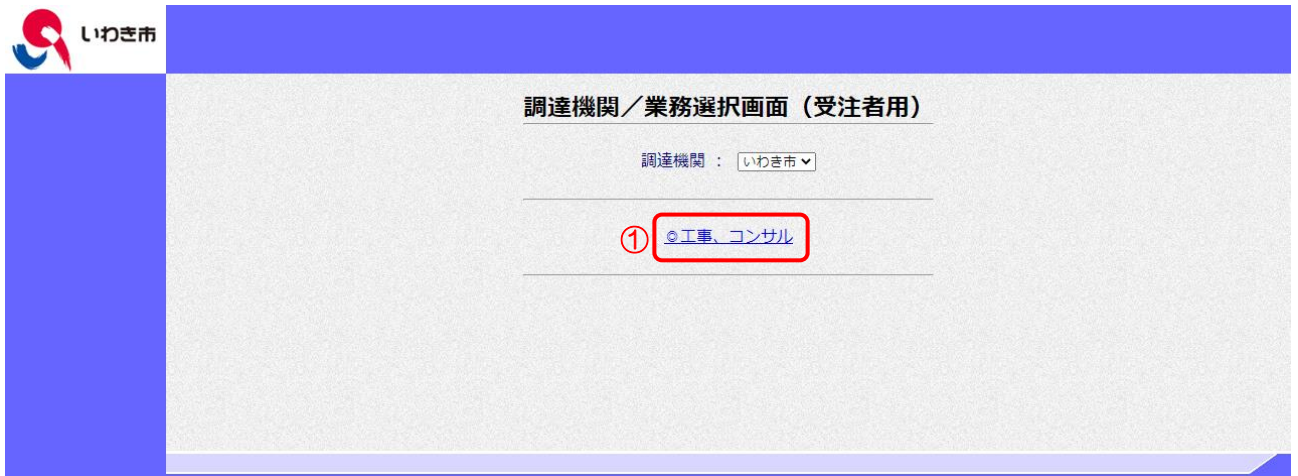 いわき市
調達機関／業務選択画面（受注者用）
調達機関 ： いわき市
① ◎工事、コンサル